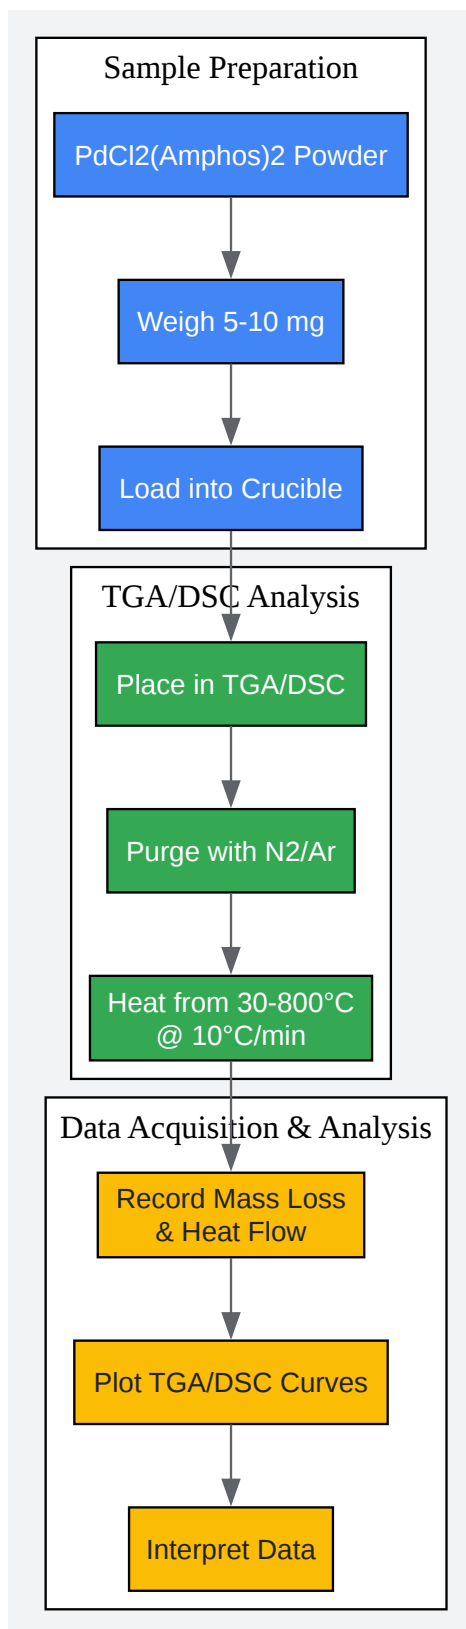 Sample Preparation
PdCl2(Amphos)2 Powder
Weigh 5-10 mg
Load into Crucible
TGA/DSC Analysis
Place in TGA/DSC
Purge with N2/Ar
Heat from 30-800°C
@ 10°C/min
Data Acquisition & Analysis
Record Mass Loss
& Heat Flow
Plot TGA/DSC Curves
Interpret Data